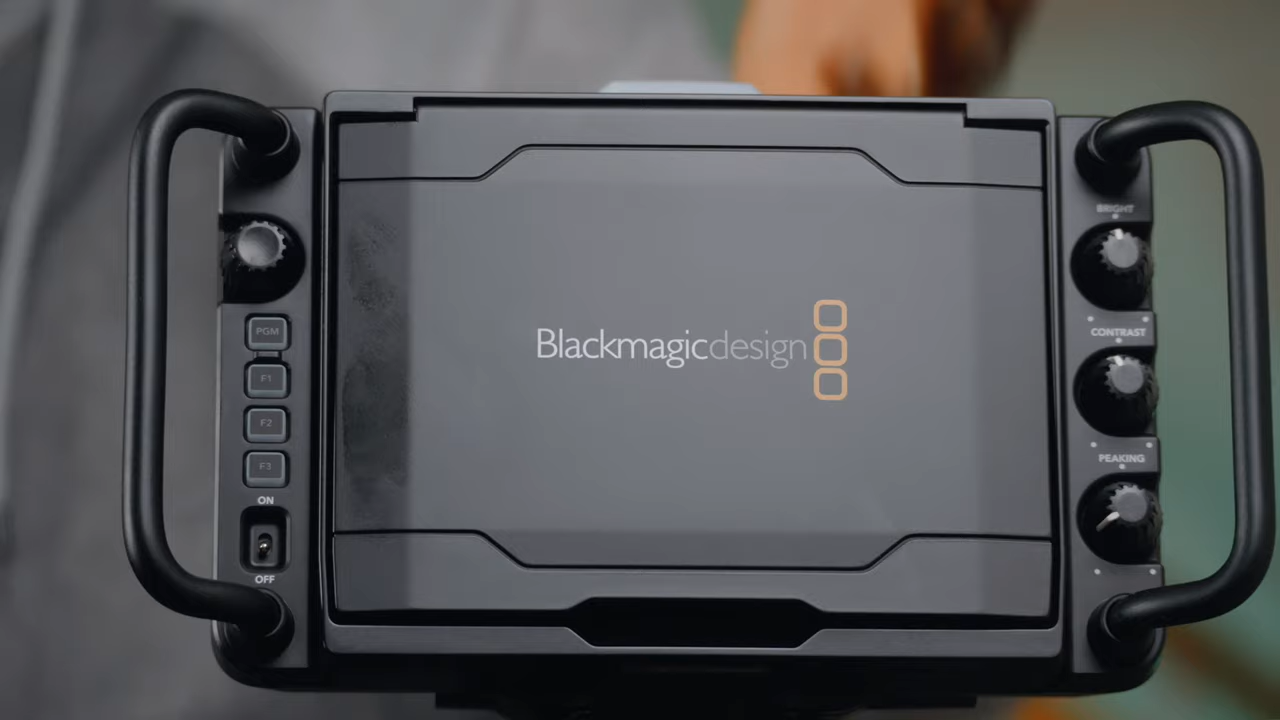 BRIGHT
Blackmagicdesign
PGM
CONTRAST
F1
F2
PEAKING
F3
ON
OFF